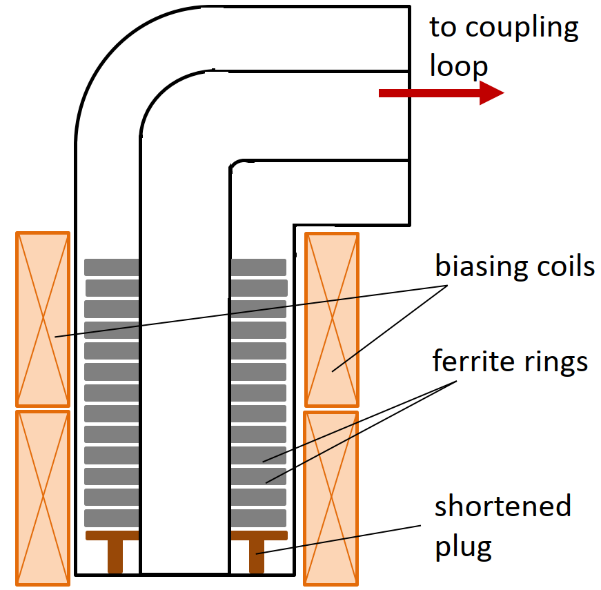 to coupling
loop
biasing coils
ferrite rings
shortened
plug